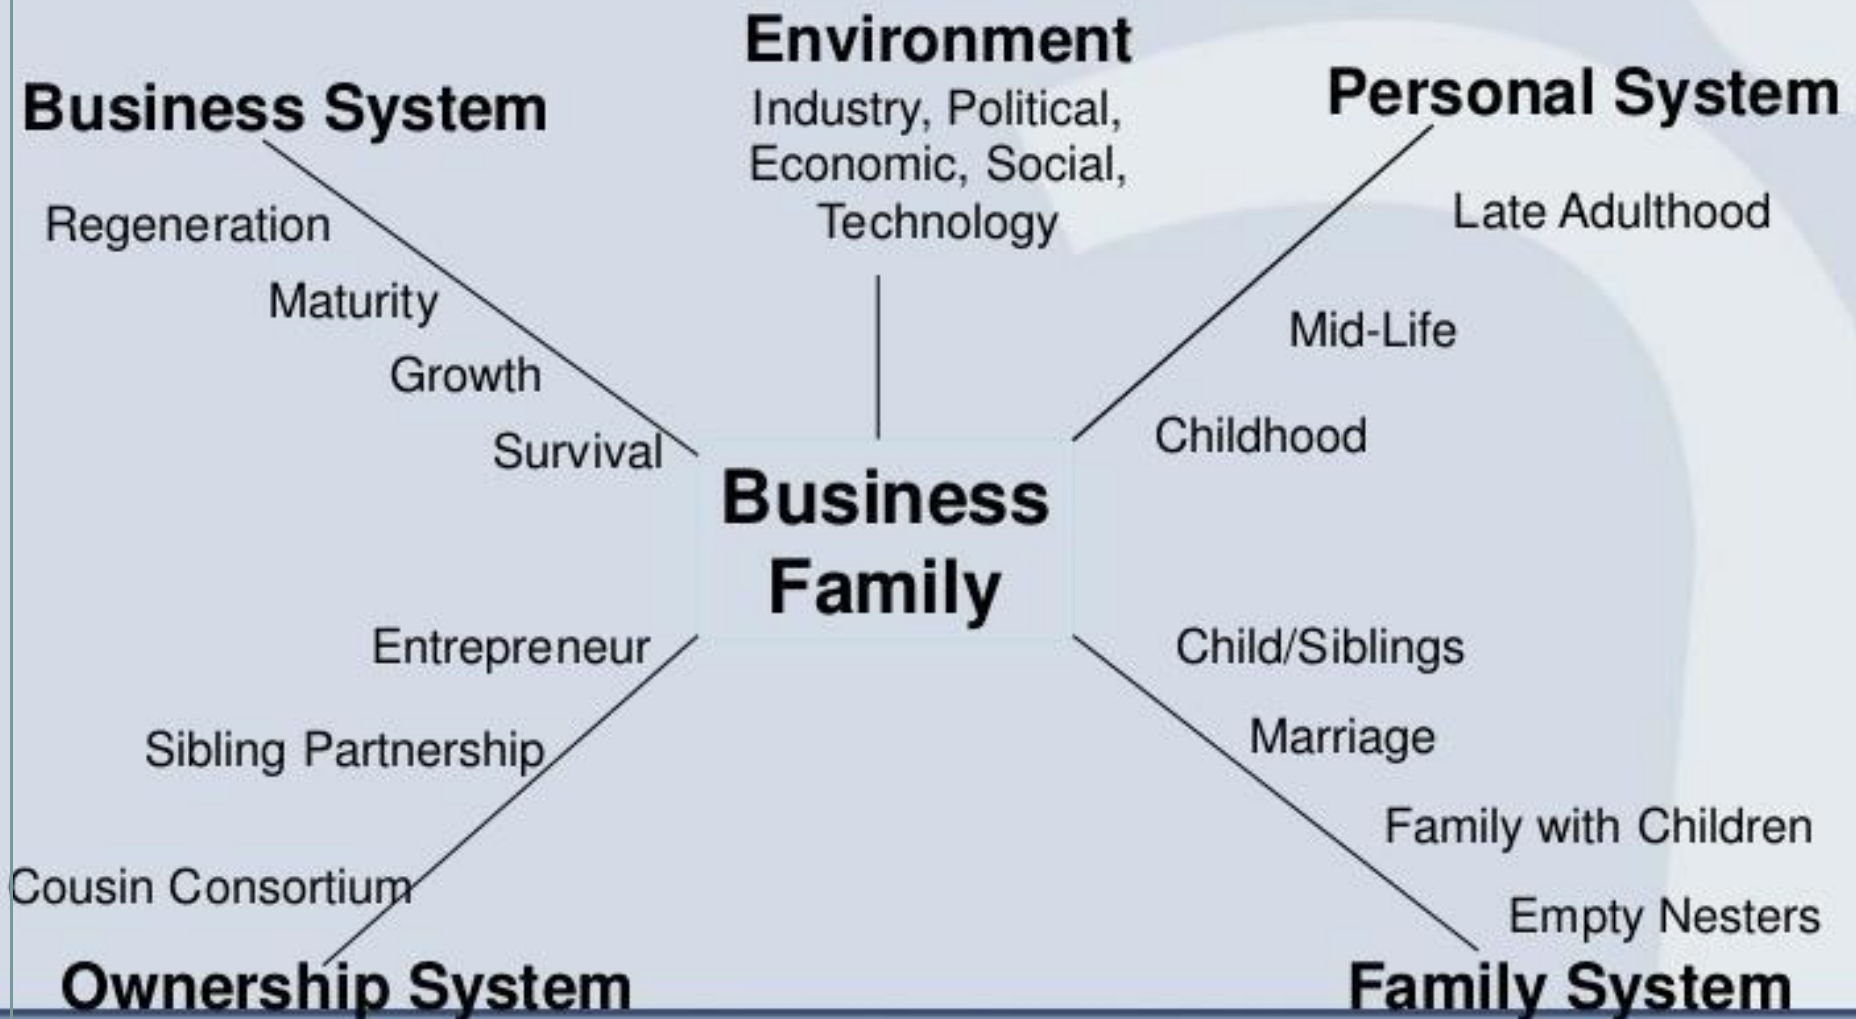 Environment
Industry, Political,
Economic, Social,
Technology
Business System
Regeneration
Maturity
Growth
Survival
Personal System
Late Adulthood
Mid-Life
Childhood
Business
Family
Entrepreneur
Sibling Partnership
Cousin Consortium
Ownership System
Child/Siblings
Marriage
Family with Children
Empty Nesters
Family System